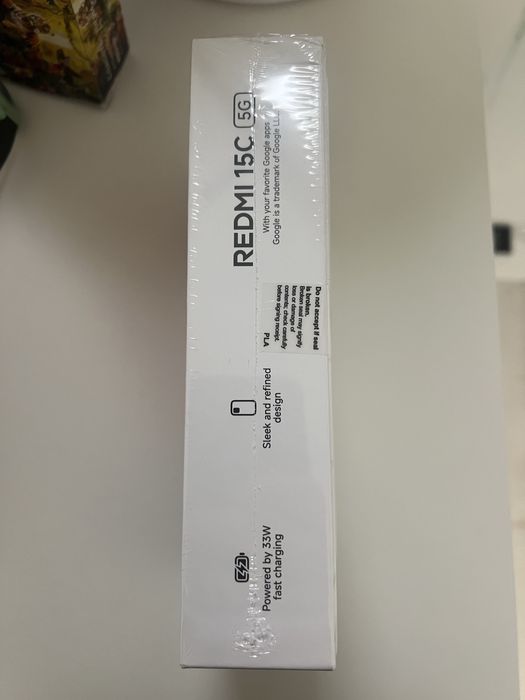 REDMI 15C 5G
With your favorite Google apps
Google is a trademark of Google LLC.
Do not accept if seal
is broken.
Broken seal may signify
loss or damage of
contents; check carefully
before signing receipt.
PLA
Sleek and refined
design
Powered by 33W
fast charging